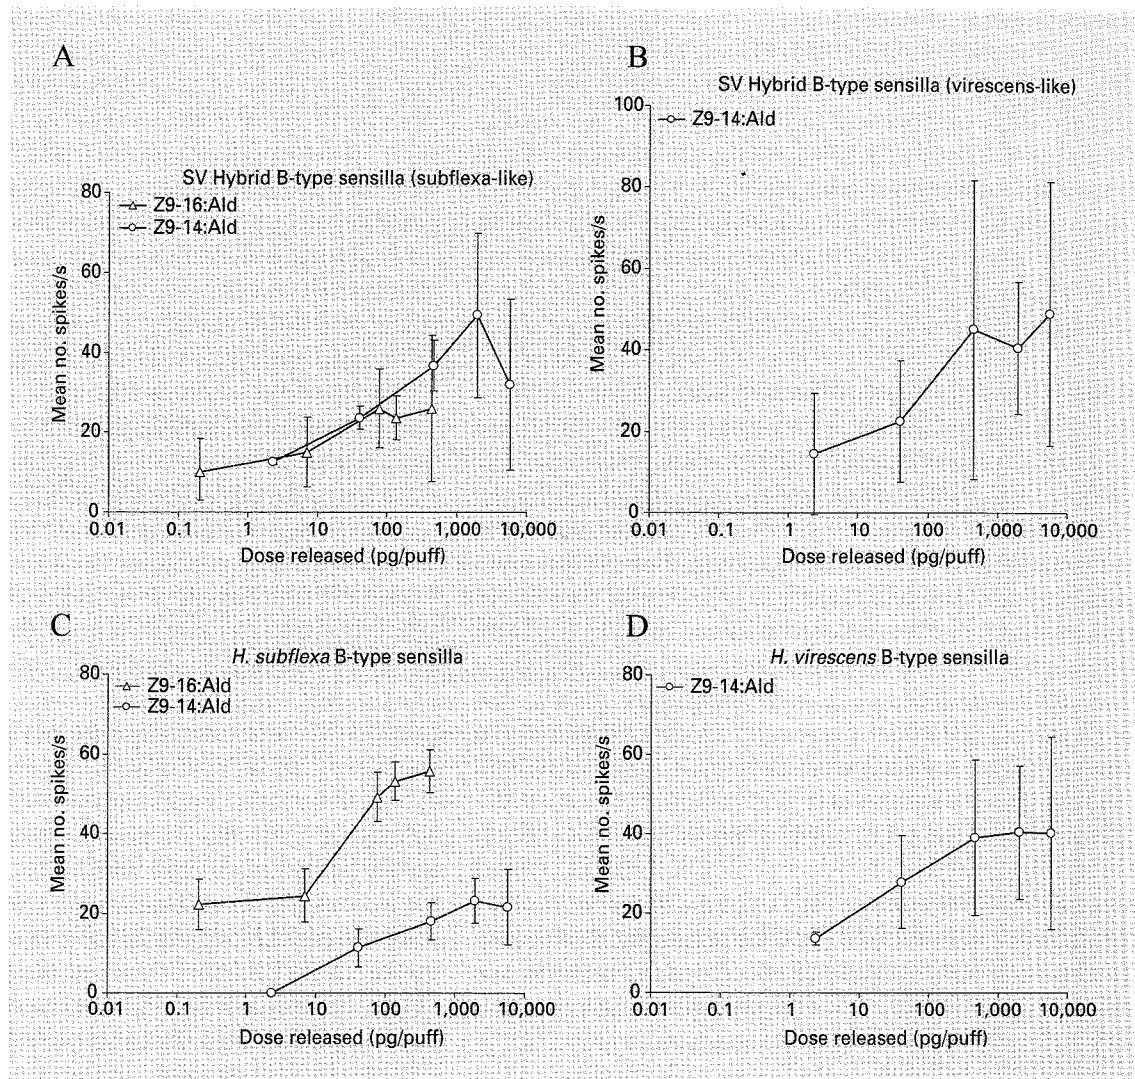 A
SV Hybrid B-type sensilla (subflexa-like)
Z9-16:Ald
Z9-14:Ald
80
60
40
20
0
Mean no. spikes/s
0.01 0.1 1 10 100 1,000 10,000
Dose released (pg/puff)
B
SV Hybrid B-type sensilla (virescens-like)
Z9-14:Ald
100
80
60
40
20
0
Mean no. spikes/s
0.01 0.1 1 10 100 1,000 10,000
Dose released (pg/puff)
C
H. subflexa B-type sensilla
Z9-16:Ald
Z9-14:Ald
80
60
40
20
0
Mean no. spikes/s
0.01 0.1 1 10 100 1,000 10,000
Dose released (pg/puff)
D
H. virescens B-type sensilla
Z9-14:Ald
80
60
40
20
0
Mean no. spikes/s
0.01 0.1 1 10 100 1,000 10,000
Dose released (pg/puff)